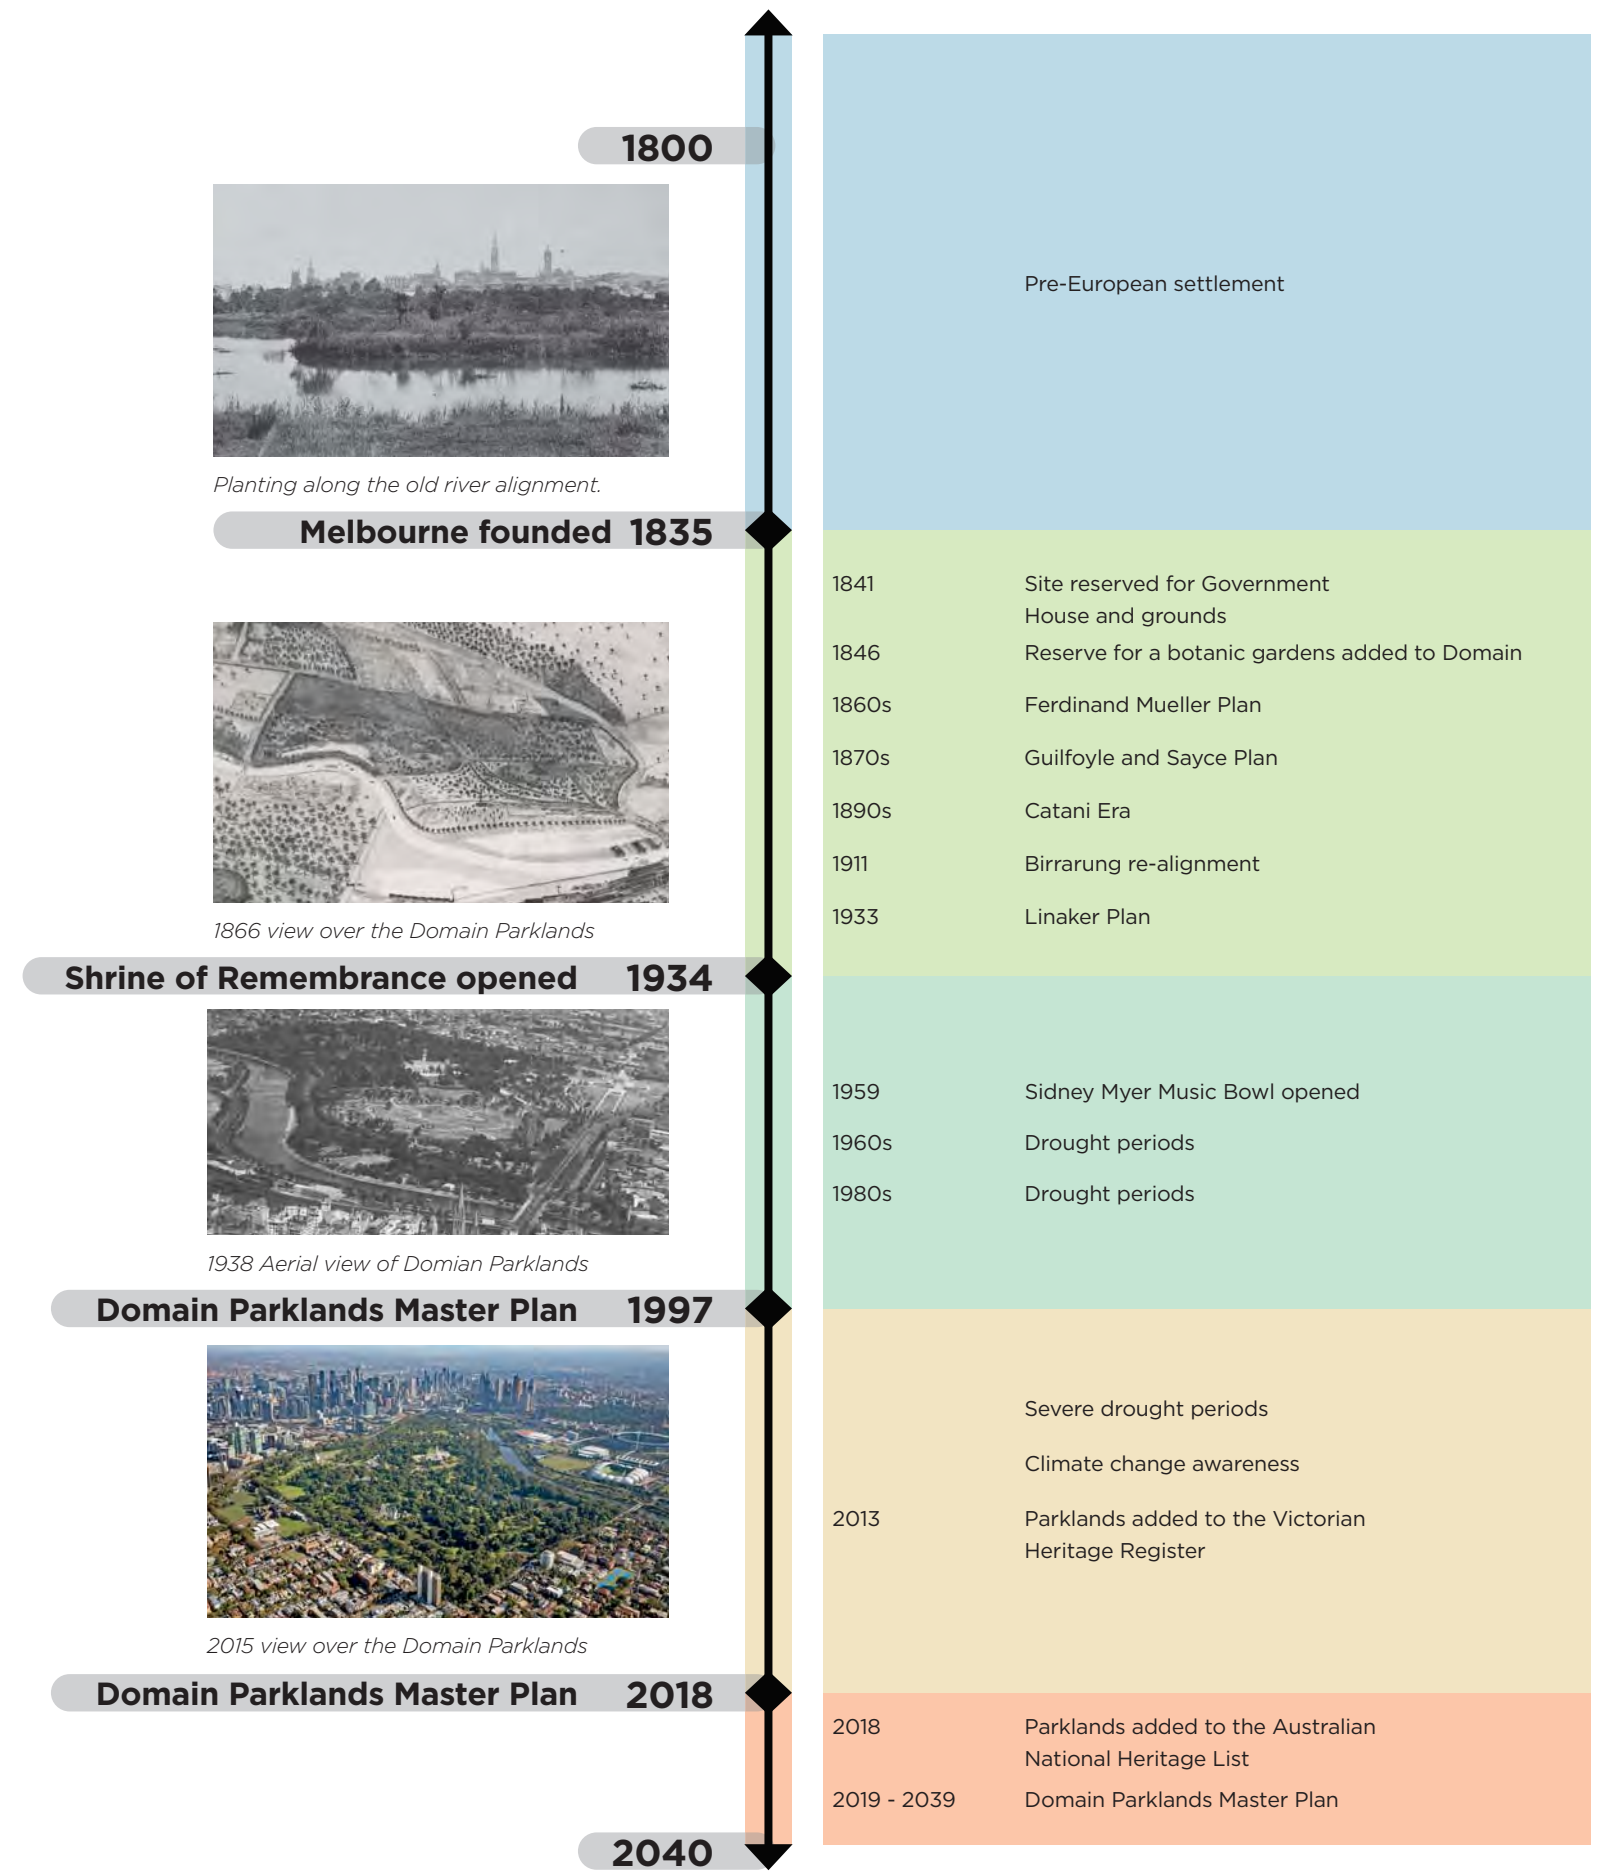 1800
Pre-European settlement
Planting along the old river alignment.
Melbourne founded 1835
1841 Site reserved for Government
House and grounds
1846 Reserve for a botanic gardens added to Domain
1860s Ferdinand Mueller Plan
1870s Guilfoyle and Sayce Plan
1890s Catani Era
1911 Birrarung re-alignment
1933 Linaker Plan
1866 view over the Domain Parklands
Shrine of Remembrance opened 1934
1959 Sidney Myer Music Bowl opened
1960s Drought periods
1980s Drought periods
1938 Aerial view of Domian Parklands
Domain Parklands Master Plan 1997
Severe drought periods
Climate change awareness
2013 Parklands added to the Victorian
Heritage Register
2015 view over the Domain Parklands
Domain Parklands Master Plan 2018
2018 Parklands added to the Australian
National Heritage List
2019 - 2039 Domain Parklands Master Plan
2040